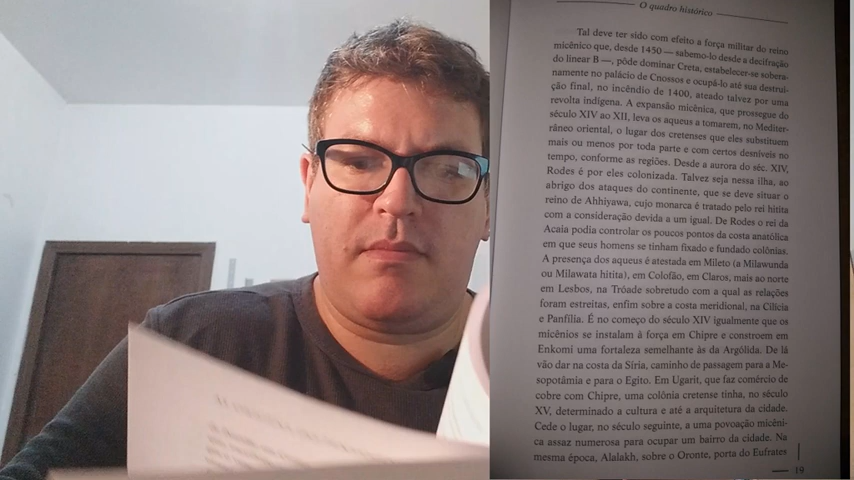 O quadro histórico
Tal deve ter sido com efeito a força militar do reino
micênico que, desde 1450 — sabemo-lo desde a decifração
do linear B —, pôde dominar Creta, estabelecer-se sobera-
namente no palácio de Cnossos e ocupá-lo até sua destrui-
ção final, no incêndio de 1400, ateado talvez por uma
revolta indígena. A expansão micênica, que prossegue do
século XIV ao XII, leva os aqueus a tomarem, no Mediter-
râneo oriental, o lugar dos cretenses que eles substituem
mais ou menos por toda parte e com certos desníveis no
tempo, conforme as regiões. Desde a aurora do séc. XIV,
Rodes é por eles colonizada. Talvez seja nessa ilha, ao
abrigo dos ataques do continente, que se deve situar o
reino de Ahhiyawa, cujo monarca é tratado pelo rei hitita
com a consideração devida a um igual. De Rodes o rei da
Acaia podia controlar os poucos pontos da costa anatólica
em que seus homens se tinham fixado e fundado colônias.
A presença dos aqueus é atestada em Mileto (a Milawunda
ou Milawata hitita), em Colofão, em Claros, mais ao norte
em Lesbos, na Tróade sobretudo com a qual as relações
foram estreitas, enfim sobre a costa meridional, na Cilícia
e Panfília. É no começo do século XIV igualmente que os
micênios se instalam à força em Chipre e constroem em
Enkomi uma fortaleza semelhante às da Argólida. De lá
vão dar na costa da Síria, caminho de passagem para a Me-
sopotâmia e para o Egito. Em Ugarit, que faz comércio de
cobre com Chipre, uma colônia cretense tinha, no século
XV, determinado a cultura e até a arquitetura da cidade.
Cede o lugar, no século seguinte, a uma povoação micêni-
ca assaz numerosa para ocupar um bairro da cidade. Na
mesma época, Alalakh, sobre o Oronte, porta do Eufrates
19